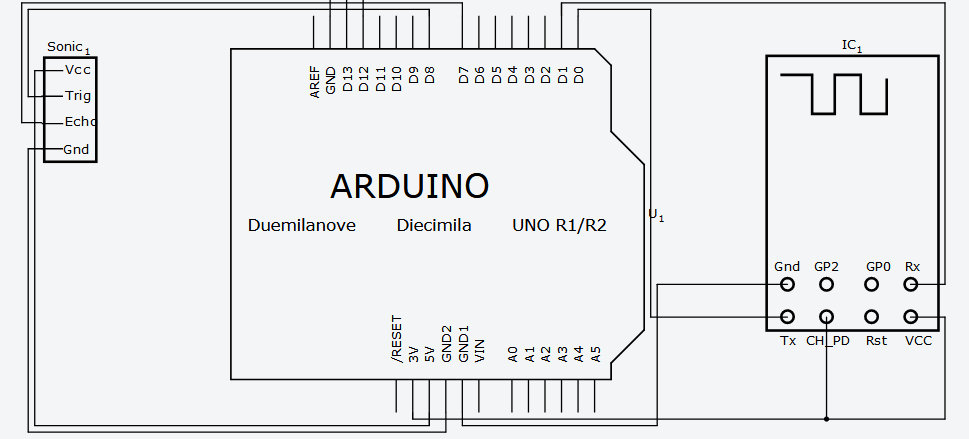 Sonic1
Vcc
Trig
Echo
Gnd
AREF
GND
D13
D12
D11
D10
D9
D8
D7
D6
D5
D4
D3
D2
D1
D0
ARDUINO
Duemilanove Diecimila UNO R1/R2
U1
/RESET
3V
5V
GND2
GND1
VIN
A0
A1
A2
A3
A4
A5
IC1
Gnd GP2 GP0 Rx
Tx CH_PD Rst VCC